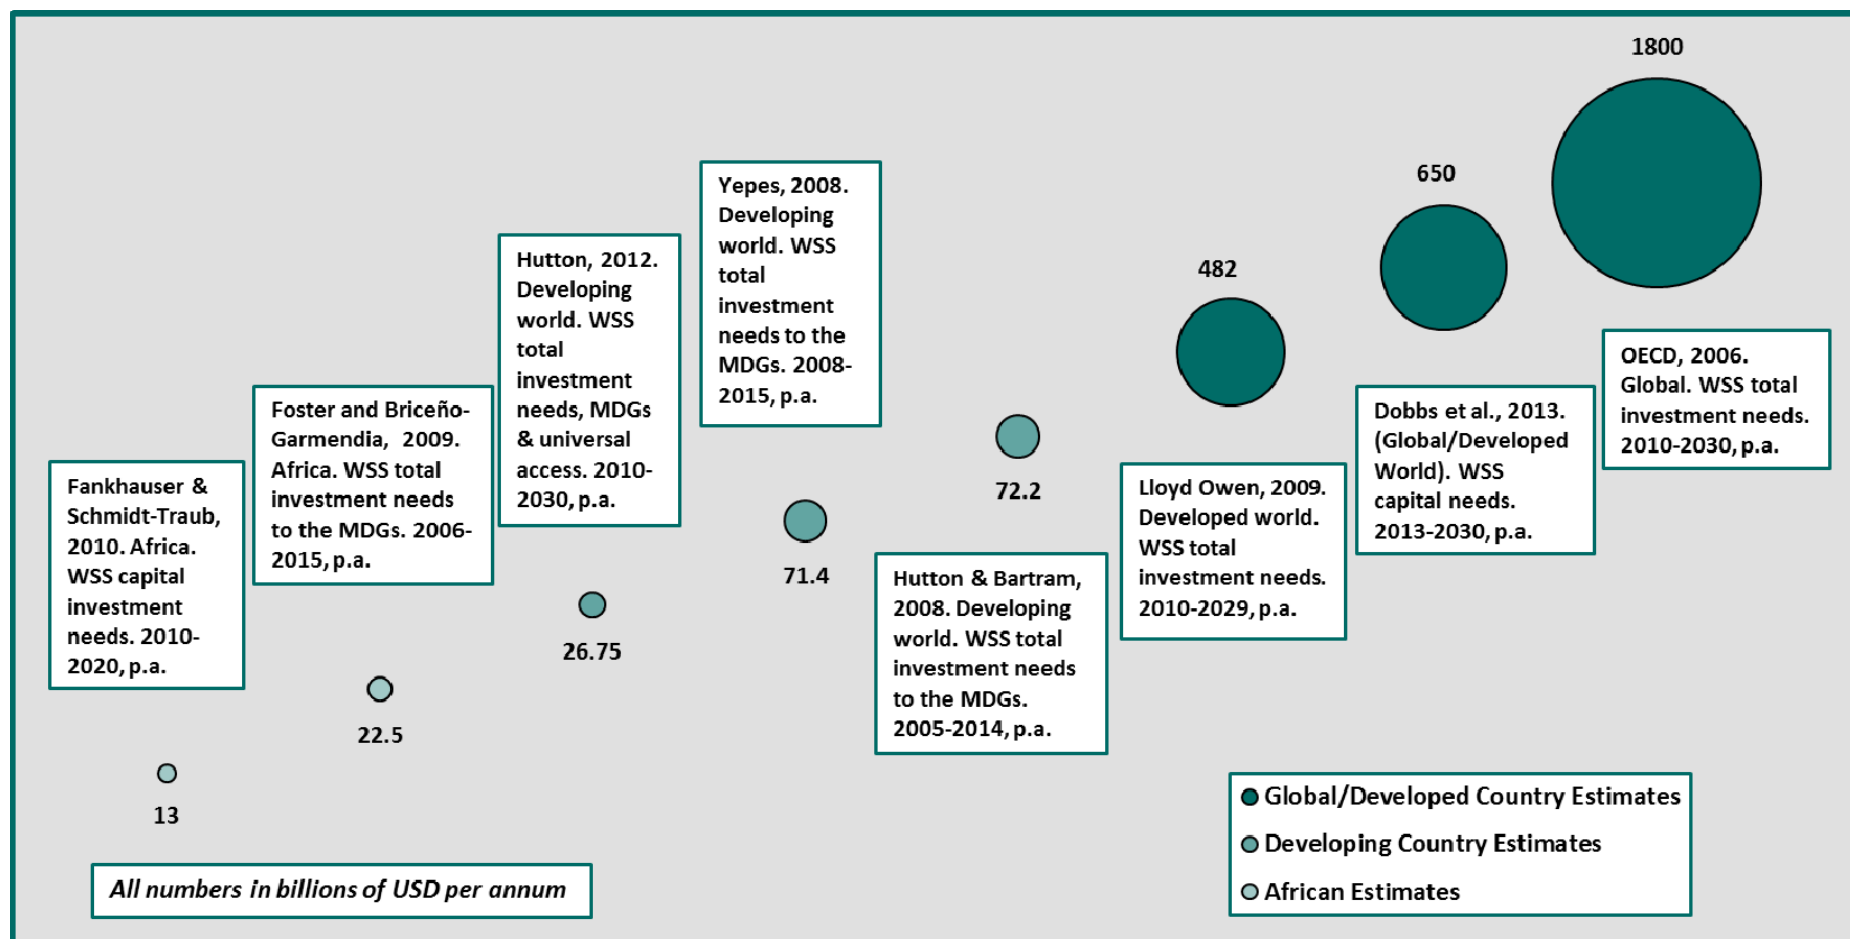 1800
650
482
Yepes, 2008.
Developing
world. WSS
total
investment
needs to the
MDGs. 2008-
2015, p.a.
Hutton, 2012.
Developing
world. WSS
total
investment
needs, MDGs
& universal
access. 2010-
2030, p.a.
Foster and Briceño-
Garmendia, 2009.
Africa. WSS total
investment needs
to the MDGs. 2006-
2015, p.a.
Fankhauser &
Schmidt-Traub,
2010. Africa.
WSS capital
investment
needs. 2010-
2020, p.a.
OECD, 2006.
Global. WSS total
investment needs.
2010-2030, p.a.
Dobbs et al., 2013.
(Global/Developed
World). WSS
capital needs.
2013-2030, p.a.
Lloyd Owen, 2009.
Developed world.
WSS total
investment needs.
2010-2029, p.a.
Hutton & Bartram,
2008. Developing
world. WSS total
investment needs
to the MDGs.
2005-2014, p.a.
72.2
71.4
26.75
22.5
13
All numbers in billions of USD per annum
Global/Developed Country Estimates
Developing Country Estimates
African Estimates